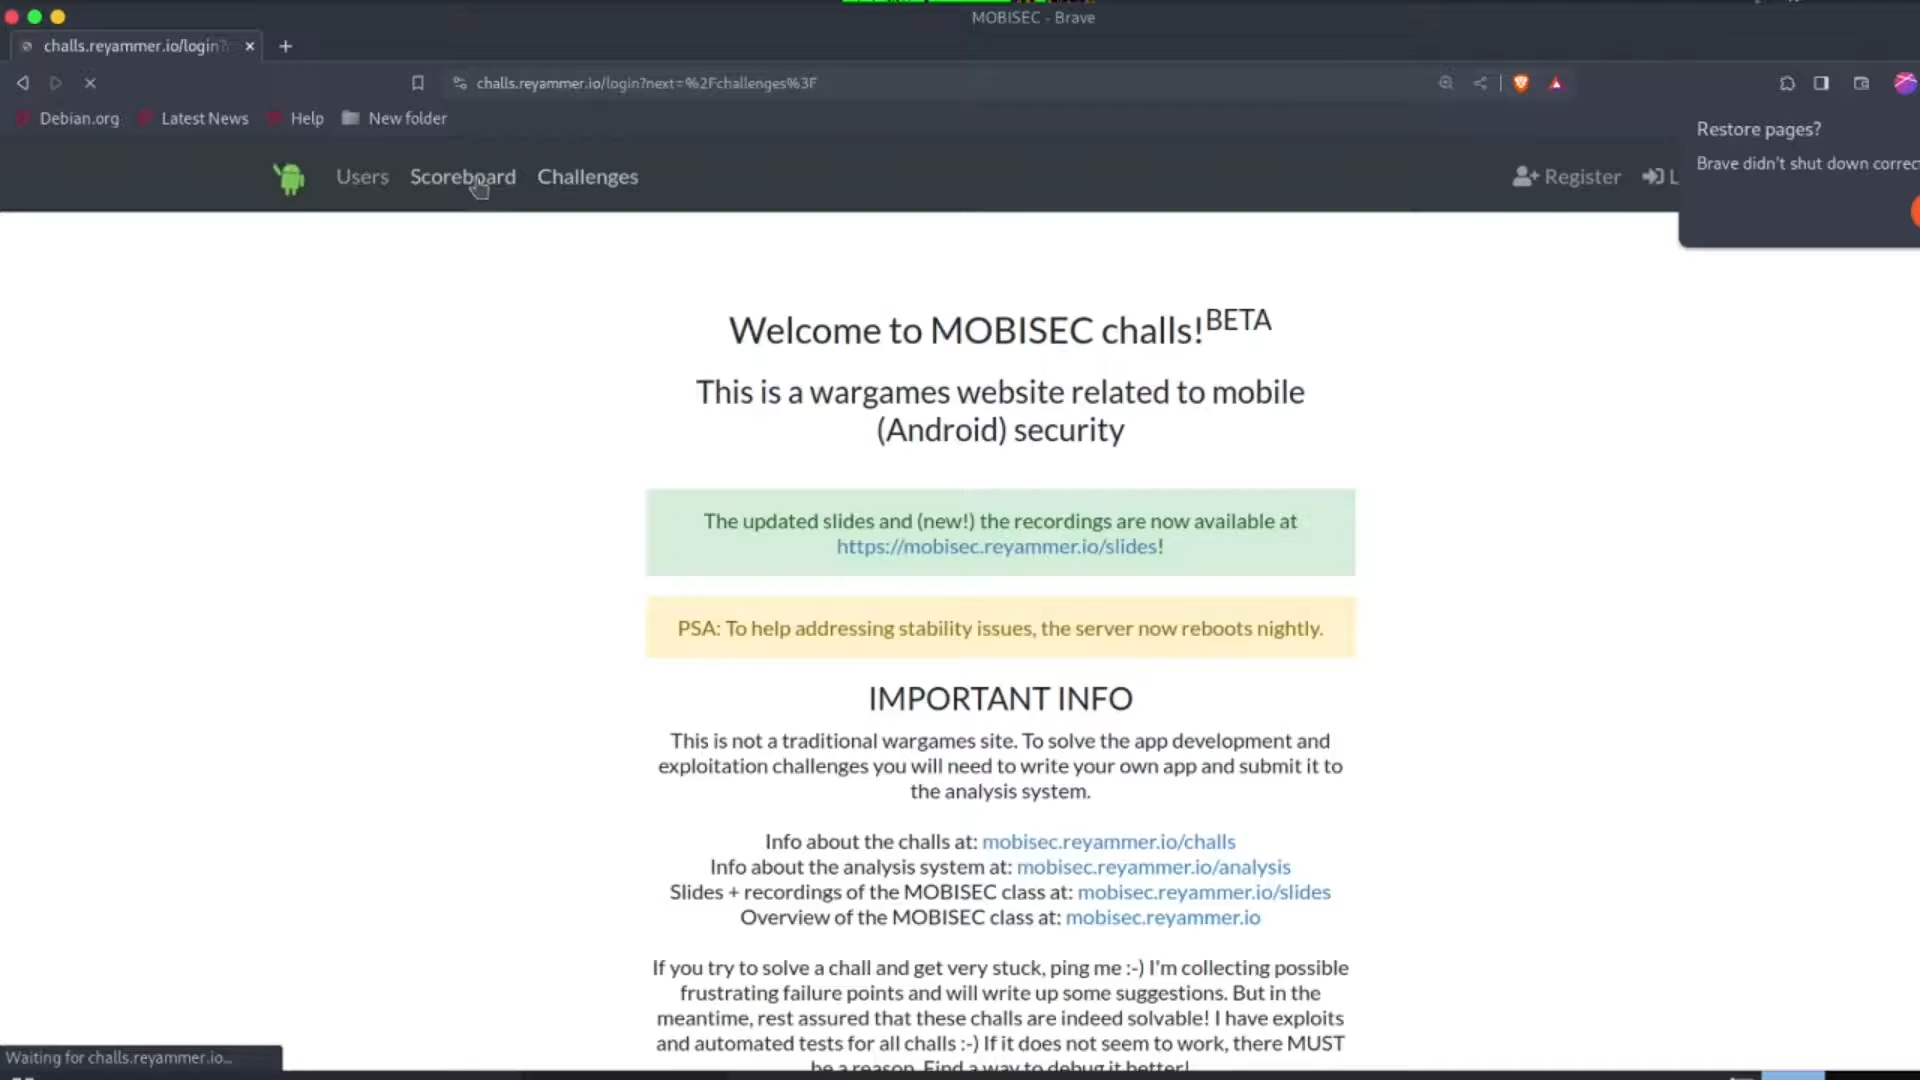 MOBISEC - Brave
challs.reyammer.io/login?
challs.reyammer.io/login?next=%2Fchallenges%3F
Debian.org Latest News Help New folder
Restore pages?
Brave didn't shut down correc
Users Scoreboard Challenges Register L
Welcome to MOBISEC challs!BETA
This is a wargames website related to mobile
(Android) security
The updated slides and (new!) the recordings are now available at
https://mobisec.reyammer.io/slides!
PSA: To help addressing stability issues, the server now reboots nightly.
IMPORTANT INFO
This is not a traditional wargames site. To solve the app development and
exploitation challenges you will need to write your own app and submit it to
the analysis system.
Info about the challs at: mobisec.reyammer.io/challs
Info about the analysis system at: mobisec.reyammer.io/analysis
Slides + recordings of the MOBISEC class at: mobisec.reyammer.io/slides
Overview of the MOBISEC class at: mobisec.reyammer.io
If you try to solve a chall and get very stuck, ping me :-) I'm collecting possible
frustrating failure points and will write up some suggestions. But in the
meantime, rest assured that these challs are indeed solvable! I have exploits
and automated tests for all challs :-) If it does not seem to work, there MUST
be a reason. Find a way to debug it better!
Waiting for challs.reyammer.io...